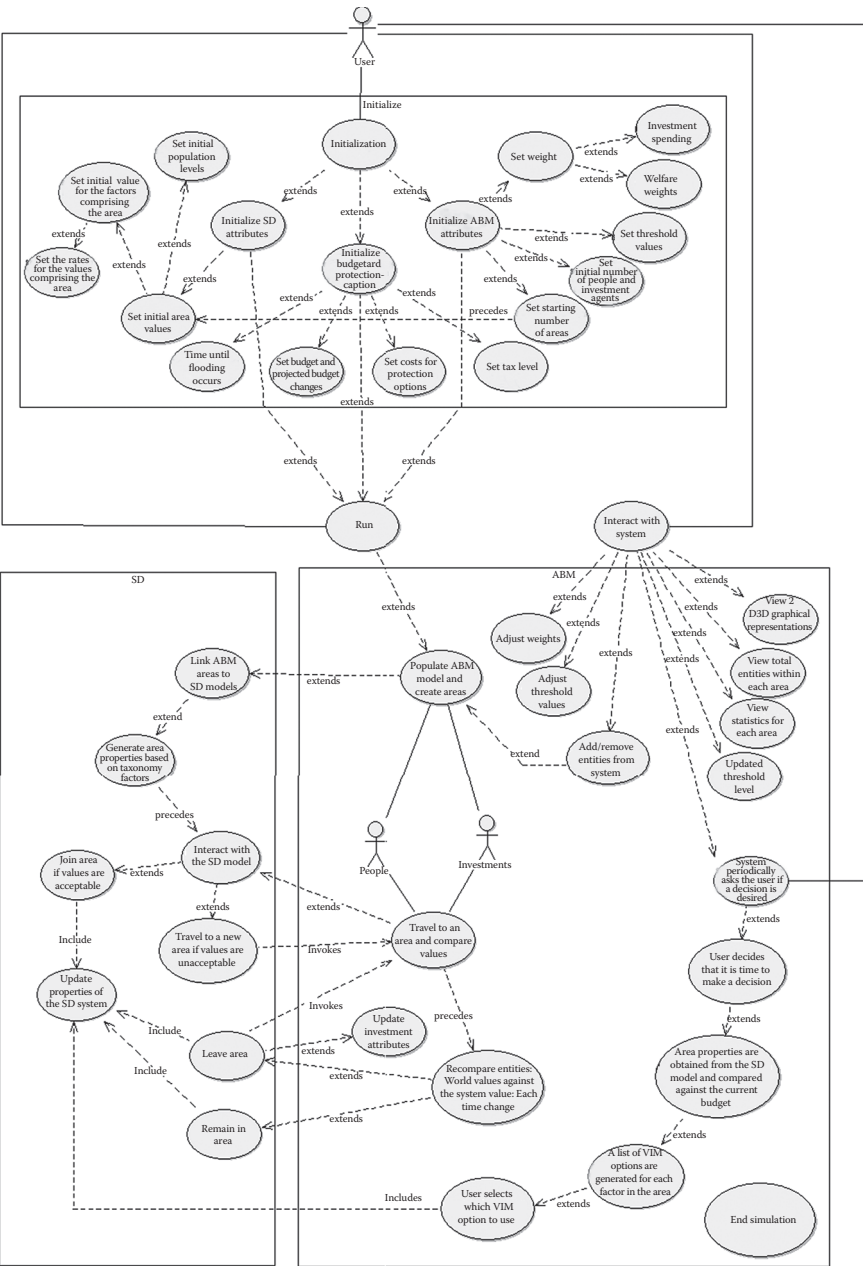 User
Initialize
Initialization
Set initial
population
levels
Set initial value
for the factors
comprising
the area
Set weight
Investment
spending
extends
extends
Welfare
weights
extends
extends
extends
extends
Initialize SD
attributes
Initialize ABM
attributes
extends
Set threshold
values
extends
extends
extends
Set the rates
for the values
comprising the
area
extends
Initialize
budgetard
protection-
caption
Set
initial number
of people and
investment
agents
extends
extends
extends
extends
extends
extends
extends
precedes
Set initial area
values
Set starting
number
of areas
Time until
flooding
occurs
Set budget and
projected budget
changes
Set costs for
protection
options
Set tax level
extends
extends
extends
Run
Interact with
system
SD
ABM
extends
extends
extends
extends
View 2
D3D graphical
representations
extends
extends
extends
extends
extends
Adjust weights
Link ABM
areas to
SD models
extends
Populate ABM
model and
create areas
Adjust
threshold
values
View total
entities within
each area
View
statistics for
each area
extend
extends
Generate area
properties based
on taxonomy
factors
extend
Add/remove
entities from
system
Updated
threshold
level
precedes
Interact with
the SD model
People
Investments
Join area
if values are
acceptable
extends
System
periodically
asks the user if
a decision is
desired
extends
extends
extends
Include
Travel to a new
area if values are
unacceptable
Invokes
Travel to an
area and compare
values
User decides
that it is time to
make a decision
Update
properties of
the SD system
Invokes
precedes
extends
Include
Update
investment
attributes
Leave area
extends
extends
Include
Recompare entities:
World values against
the system value: Each
time change
Area properties are
obtained from the SD
model and compared
against the current
budget
extends
Remain in
area
extends
A list of VIM
options are
generated for each
factor in the area
Includes
User selects
which VIM
option to use
extends
End simulation